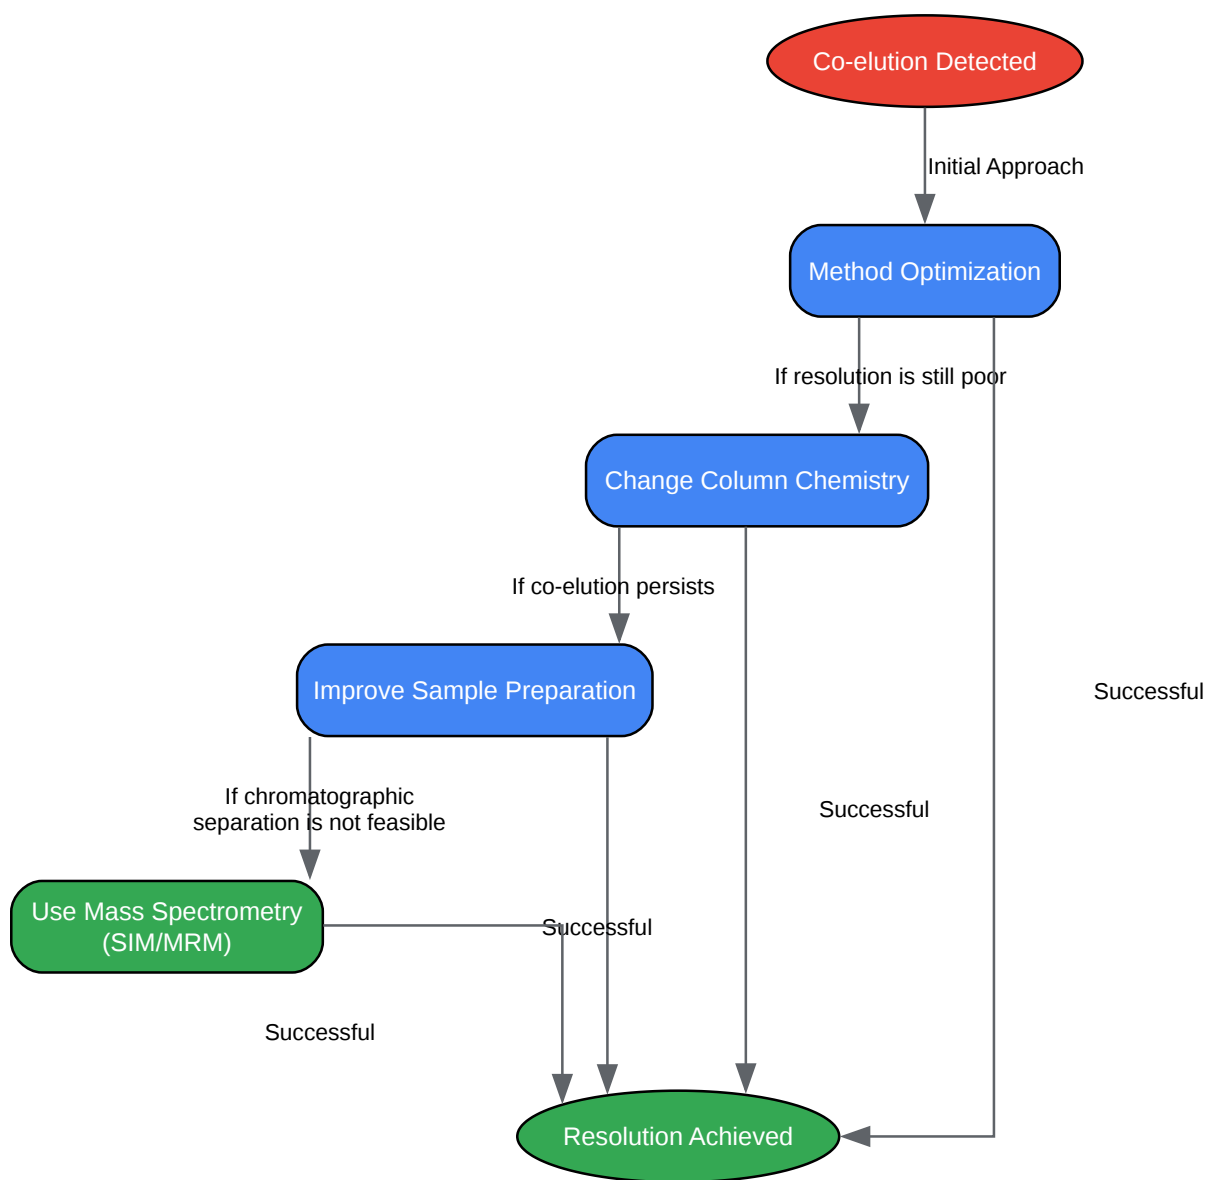 Co-elution Detected
Initial Approach
Method Optimization
If resolution is still poor
Change Column Chemistry
If co-elution persists
Improve Sample Preparation
Successful
If chromatographic
separation is not feasible
Successful
Use Mass Spectrometry
(SIM/MRM)
Successful
Successful
Resolution Achieved